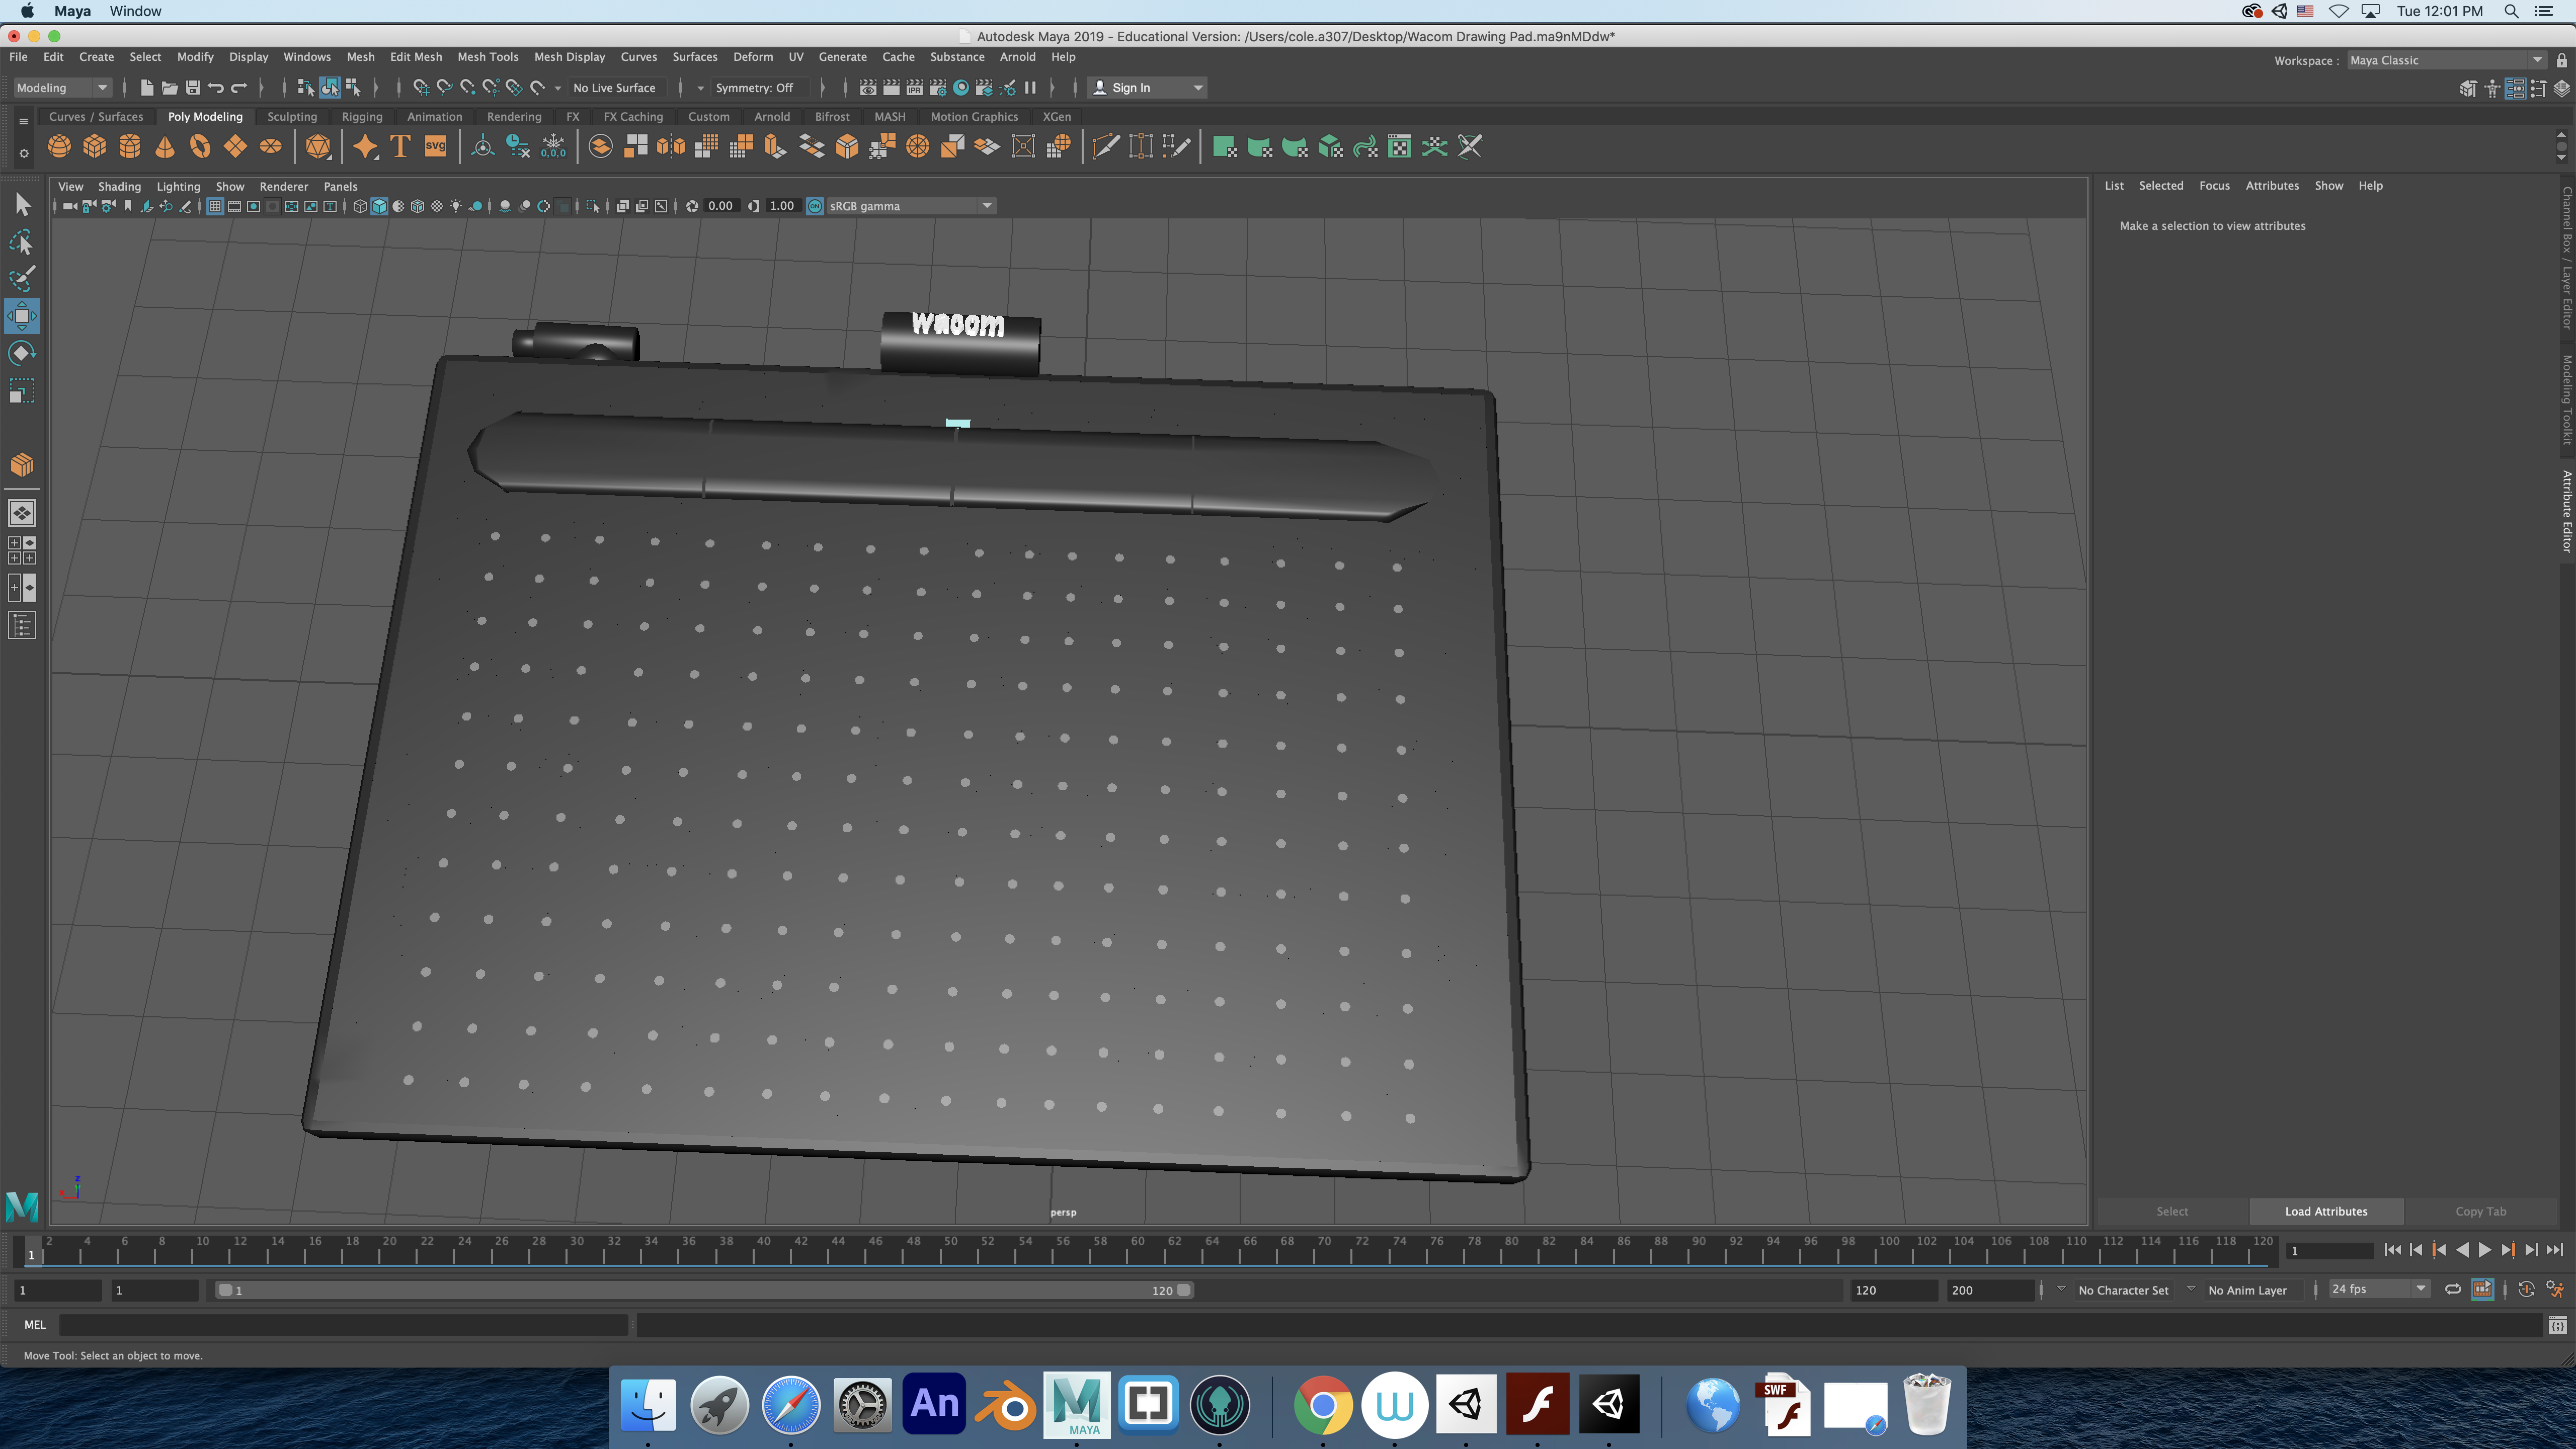 Maya Window Tue 12:01 PM
Autodesk Maya 2019 - Educational Version: /Users/cole.a307/Desktop/Wacom Drawing Pad.ma9nMDdw*
File Edit Create Select Modify Display Windows Mesh Edit Mesh Mesh Tools Mesh Display Curves Surfaces Deform UV Generate Cache Substance Arnold Help
Workspace : Maya Classic
Modeling No Live Surface Symmetry: Off IPR Sign In
Curves / Surfaces Poly Modeling Sculpting Rigging Animation Rendering FX FX Caching Custom Arnold Bifrost MASH Motion Graphics XGen
T svg 0,0,0
View Shading Lighting Show Renderer Panels
0.00 1.00 ON sRGB gamma
List Selected Focus Attributes Show Help
Make a selection to view attributes
Channel Box / Layer Editor
Modeling Toolkit
Attribute Editor
wacom
z
x
persp
Select Load Attributes Copy Tab
1 2 4 6 8 10 12 14 16 18 20 22 24 26 28 30 32 34 36 38 40 42 44 46 48 50 52 54 56 58 60 62 64 66 68 70 72 74 76 78 80 82 84 86 88 90 92 94 96 98 100 102 104 106 108 110 112 114 116 118 120 1
1 1 1 120 120 200 No Character Set No Anim Layer 24 fps
MEL
Move Tool: Select an object to move.
An
MAYA
SWF